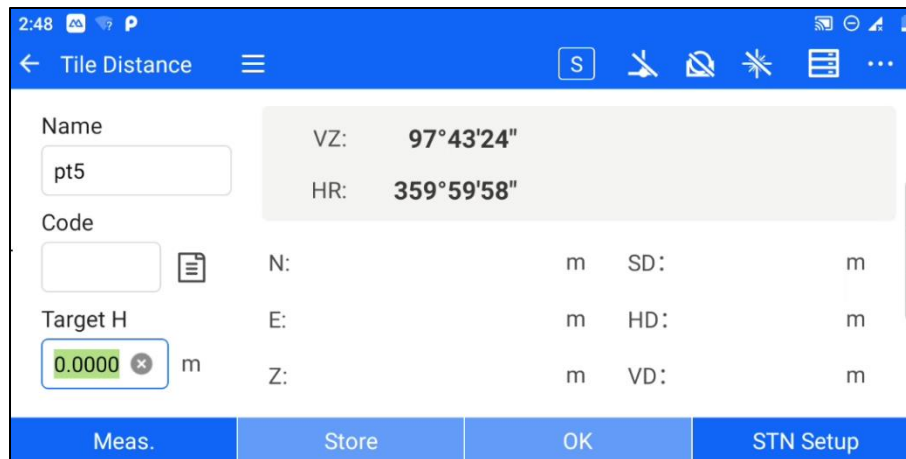 2:48
Tile Distance
S
Name
pt5
Code
Target H
0.0000 m
VZ: 97°43'24"
HR: 359°59'58"
N: m SD: m
E: m HD: m
Z: m VD: m
Meas. Store OK STN Setup